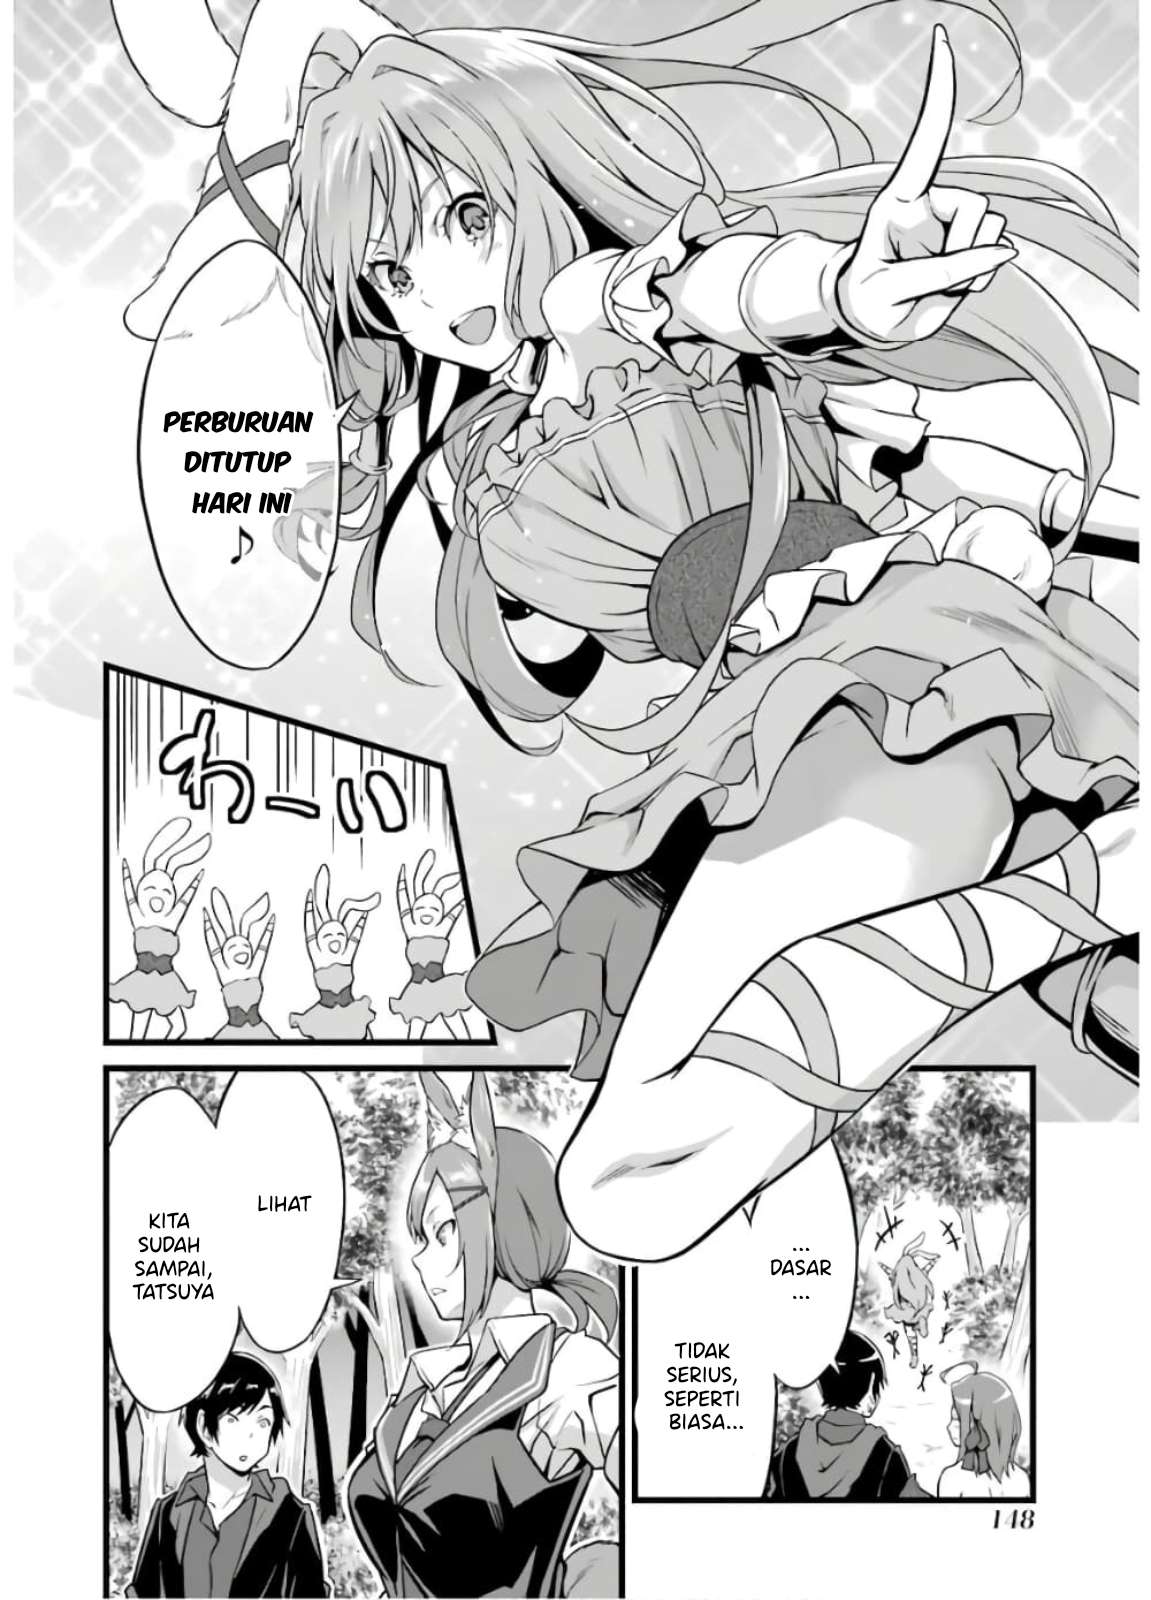 PERBURUAN
DITUTUP
HARI INI
♪
わーい
...
DASAR
...
TIDAK
SERIUS,
SEPERTI
BIASA...
LIHAT
KITA
SUDAH
SAMPAI,
TATSUYA
148